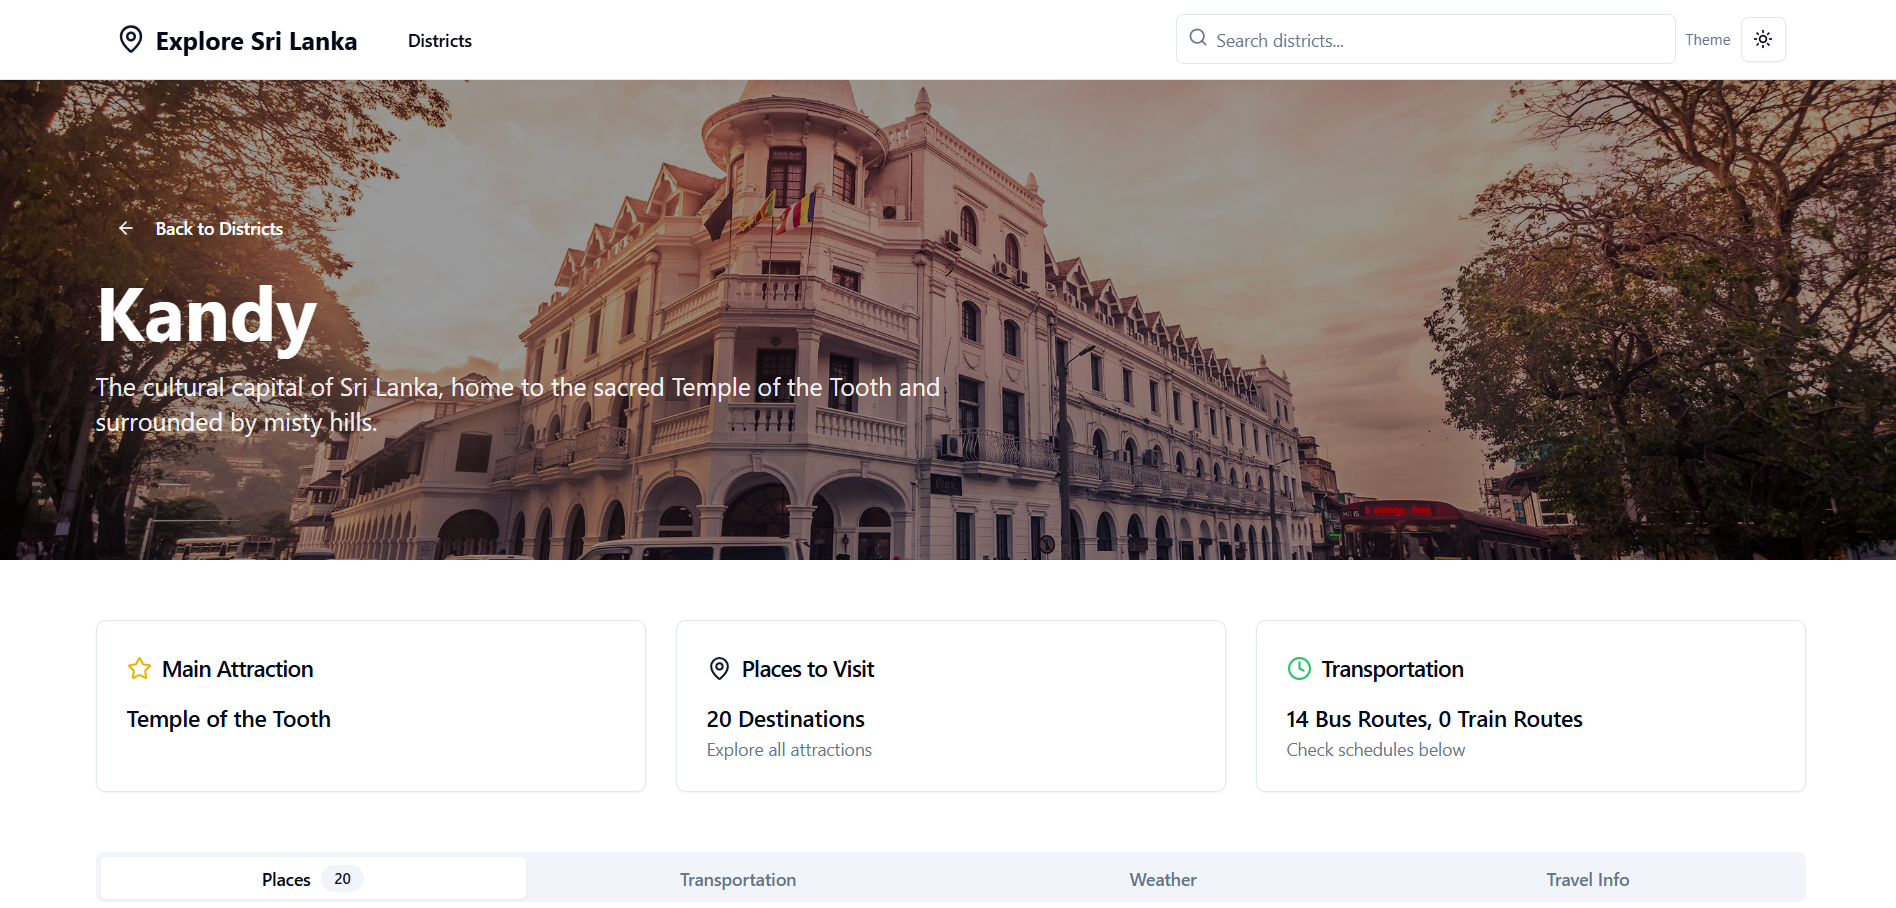 Explore Sri Lanka
Districts
Search districts...
Theme
Back to Districts
Kandy
The cultural capital of Sri Lanka, home to the sacred Temple of the Tooth and
surrounded by misty hills.
Main Attraction
Temple of the Tooth
Places to Visit
20 Destinations
Explore all attractions
Transportation
14 Bus Routes, 0 Train Routes
Check schedules below
Places 20
Transportation
Weather
Travel Info